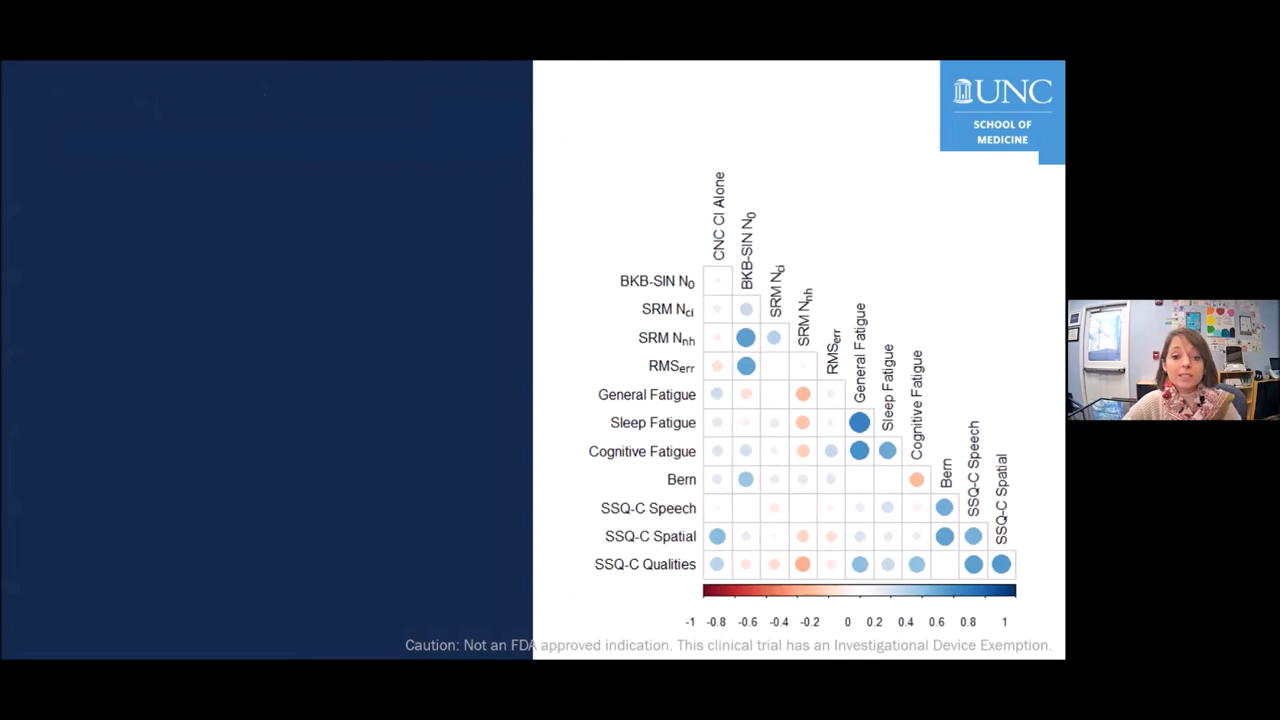 UNC
SCHOOL OF
MEDICINE
CNC CI Alone
BKB-SIN N0
SRM Nci
SRM Nnh
RMSerr
General Fatigue
Sleep Fatigue
Cognitive Fatigue
Bern
SSQ-C Speech
SSQ-C Spatial
BKB-SIN N0
SRM Nci
SRM Nnh
RMSerr
General Fatigue
Sleep Fatigue
Cognitive Fatigue
Bern
SSQ-C Speech
SSQ-C Spatial
SSQ-C Qualities
-1 -0.8 -0.6 -0.4 -0.2 0 0.2 0.4 0.6 0.8 1
Caution: Not an FDA approved indication. This clinical trial has an Investigational Device Exemption.